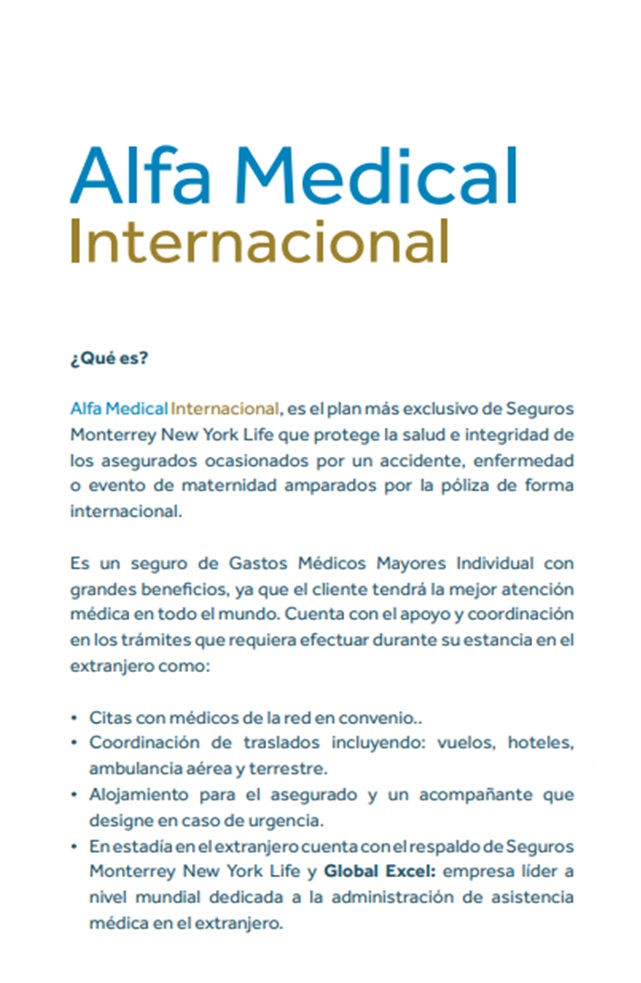 Alfa Medical
Internacional
¿Qué es?
Alfa Medical Internacional, es el plan más exclusivo de Seguros
Monterrey New York Life que protege la salud e integridad de
los asegurados ocasionados por un accidente, enfermedad
o evento de maternidad amparados por la póliza de forma
internacional.
Es un seguro de Gastos Médicos Mayores Individual con
grandes beneficios, ya que el cliente tendrá la mejor atención
médica en todo el mundo. Cuenta con el apoyo y coordinación
en los trámites que requiera efectuar durante su estancia en el
extranjero como:
• Citas con médicos de la red en convenio..
• Coordinación de traslados incluyendo: vuelos, hoteles,
ambulancia aérea y terrestre.
• Alojamiento para el asegurado y un acompañante que
designe en caso de urgencia.
• En estadía en el extranjero cuenta con el respaldo de Seguros
Monterrey New York Life y Global Excel: empresa líder a
nivel mundial dedicada a la administración de asistencia
médica en el extranjero.